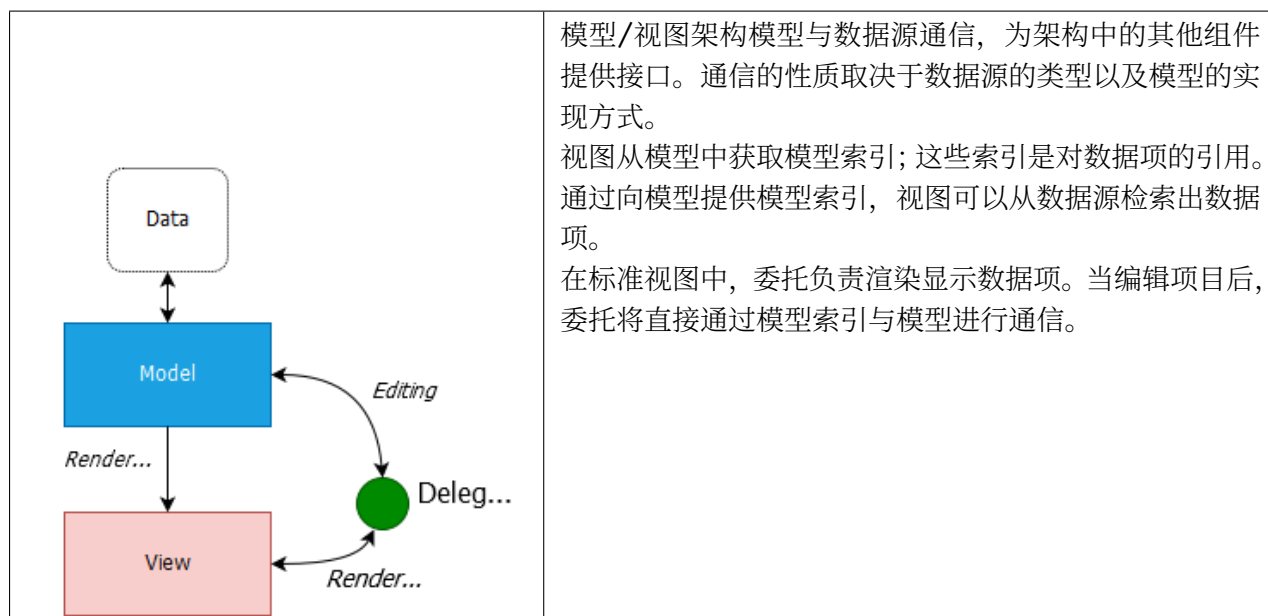 Data
Model
Editing
Render...
Deleg...
View
Render...
模型/视图架构模型与数据源通信，为架构中的其他组件
提供接口。通信的性质取决于数据源的类型以及模型的实
现方式。
视图从模型中获取模型索引；这些索引是对数据项的引用。
通过向模型提供模型索引，视图可以从数据源检索出数据
项。
在标准视图中，委托负责渲染显示数据项。当编辑项目后，
委托将直接通过模型索引与模型进行通信。